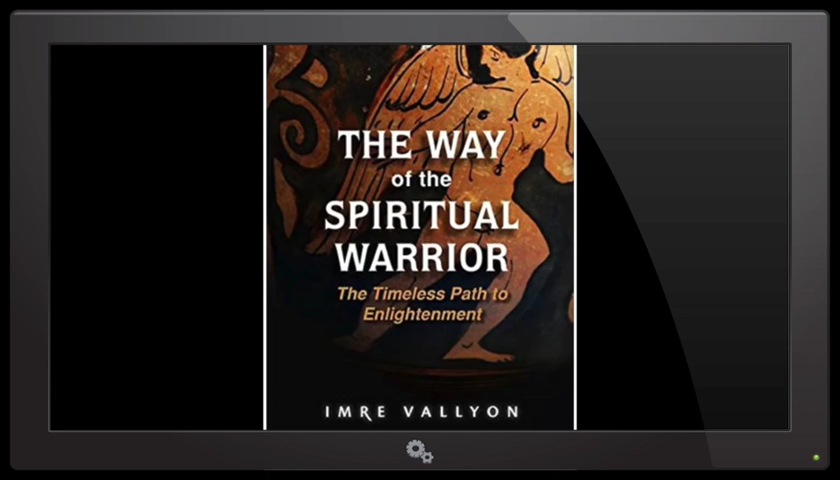 THE WAY
of the
SPIRITUAL
WARRIOR
The Timeless Path to
Enlightenment
IMRE VALLYON